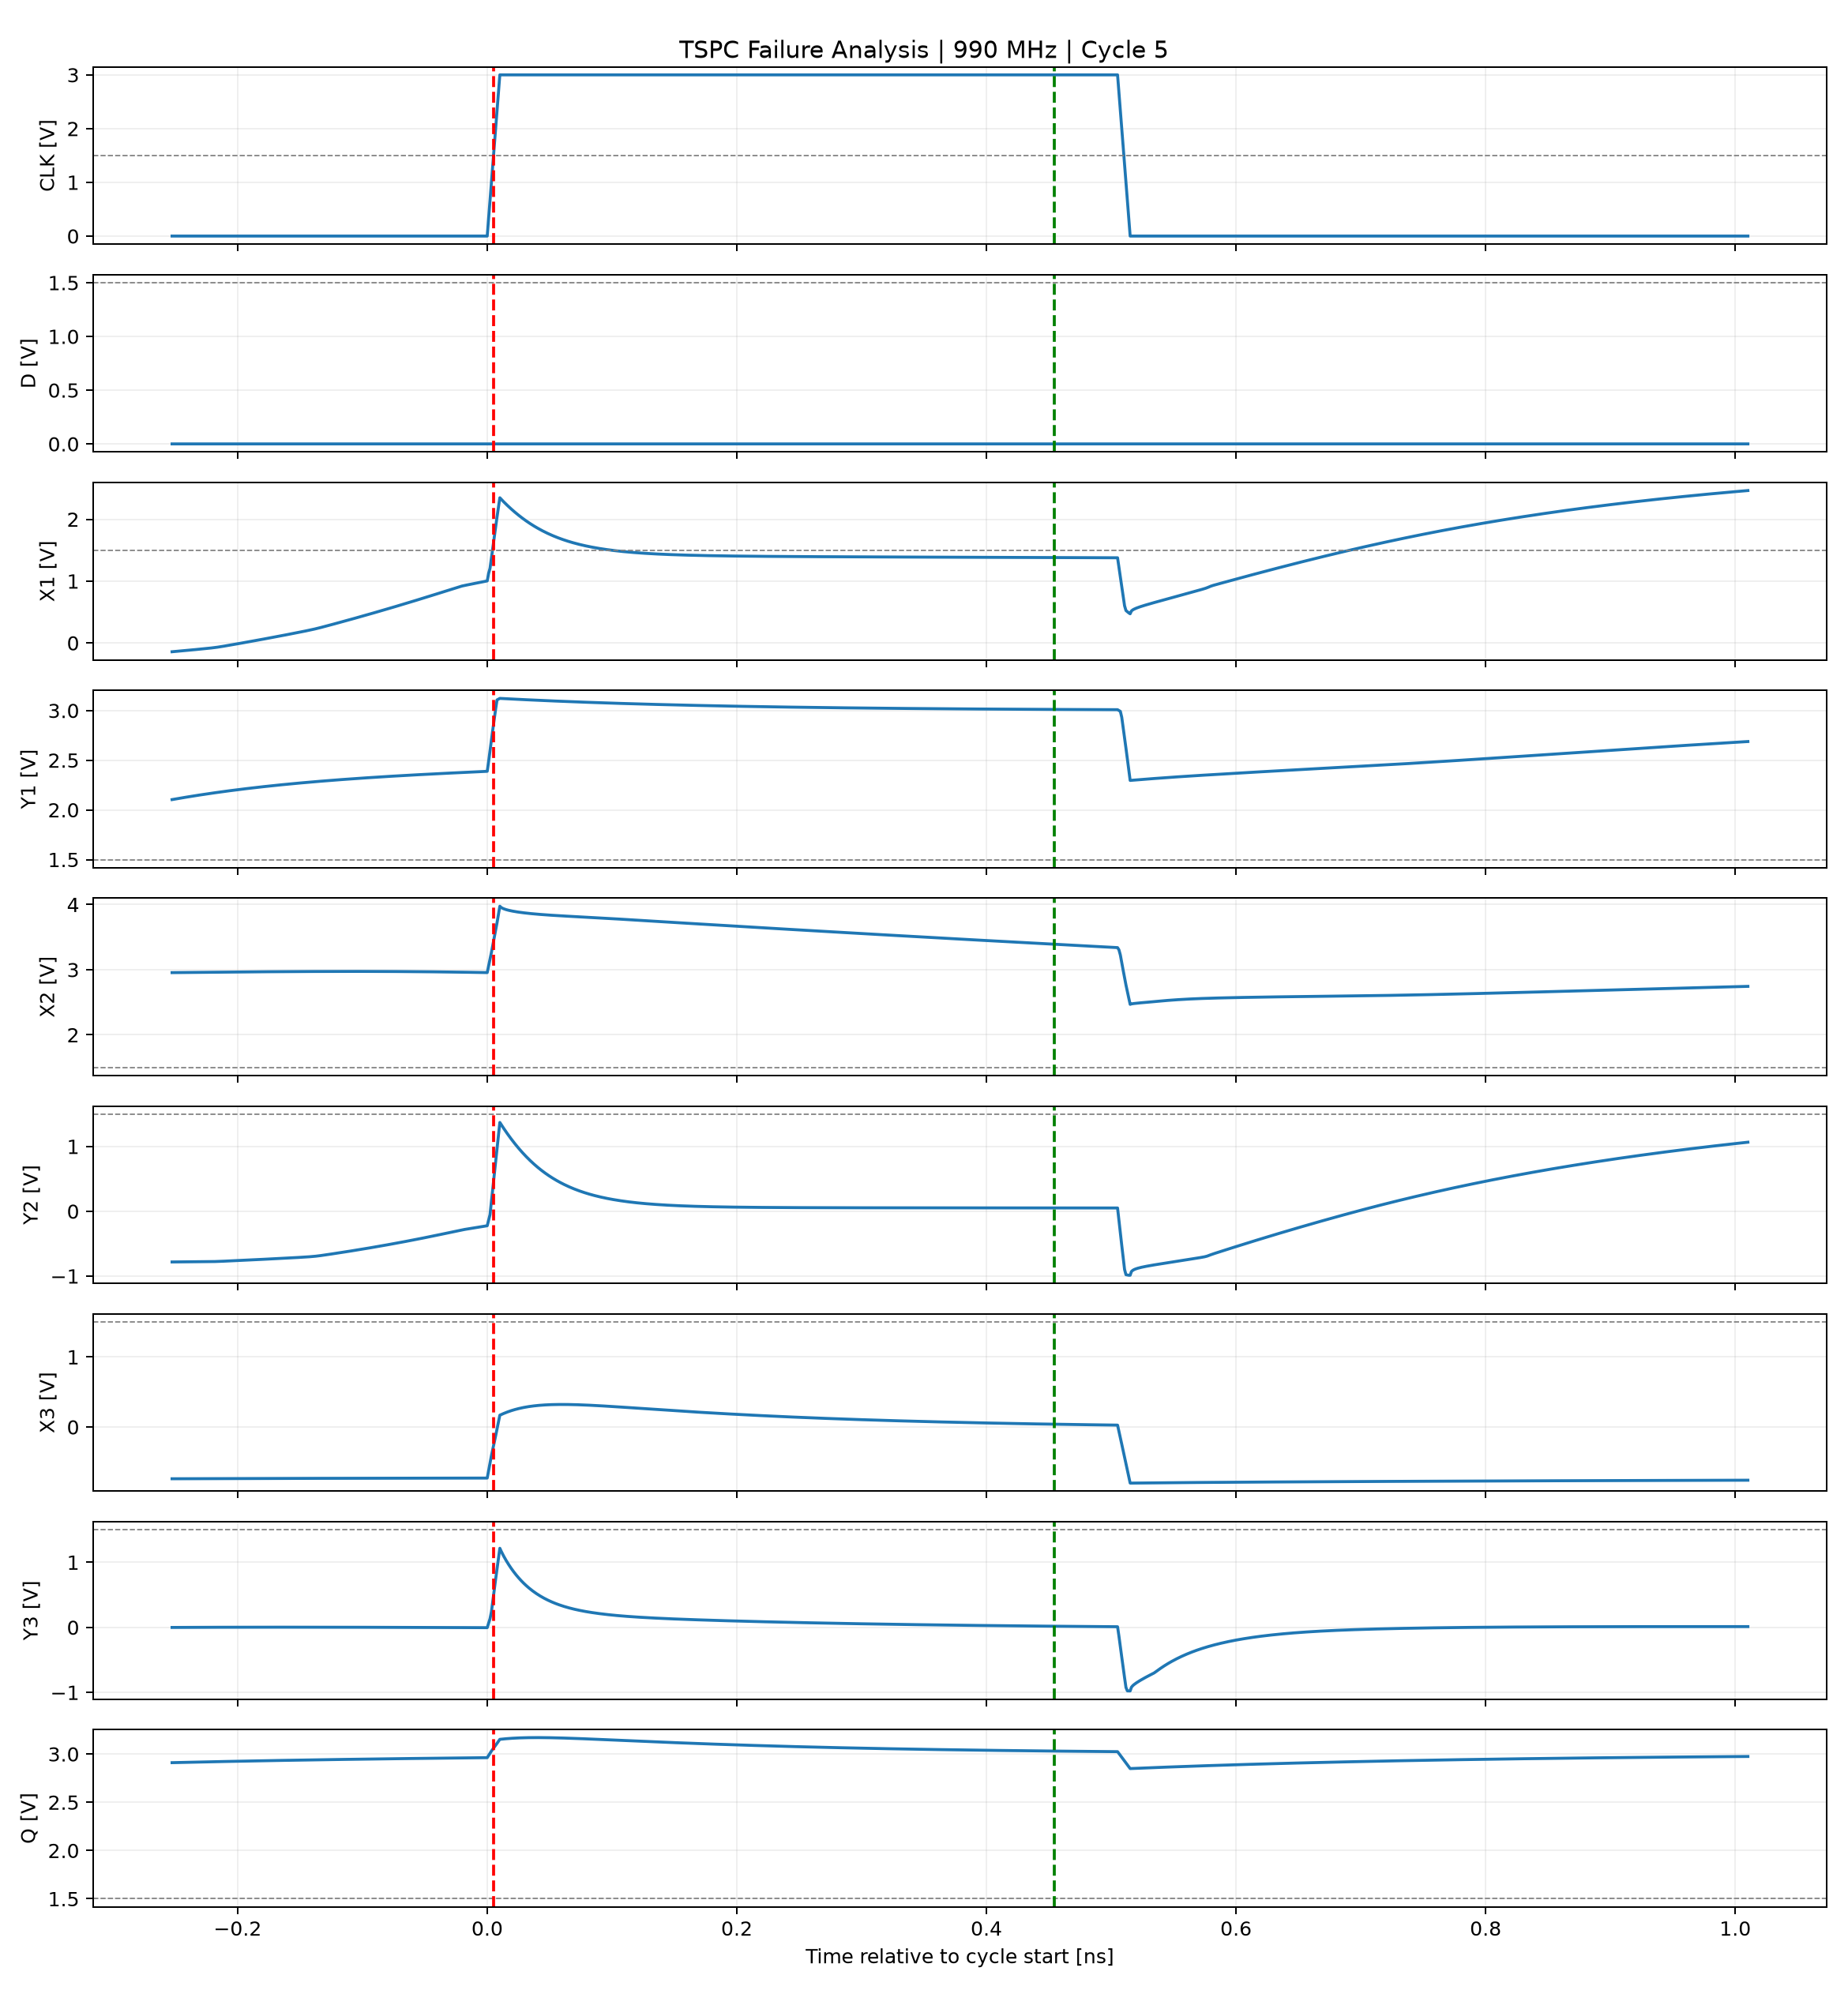 TSPC Failure Analysis | 990 MHz | Cycle 5
CLK [V]
3
2
1
0
D [V]
1.5
1.0
0.5
0.0
X1 [V]
2
1
0
Y1 [V]
3.0
2.5
2.0
1.5
X2 [V]
4
3
2
Y2 [V]
1
0
−1
X3 [V]
1
0
Y3 [V]
1
0
−1
Q [V]
3.0
2.5
2.0
1.5
−0.2 0.0 0.2 0.4 0.6 0.8 1.0
Time relative to cycle start [ns]